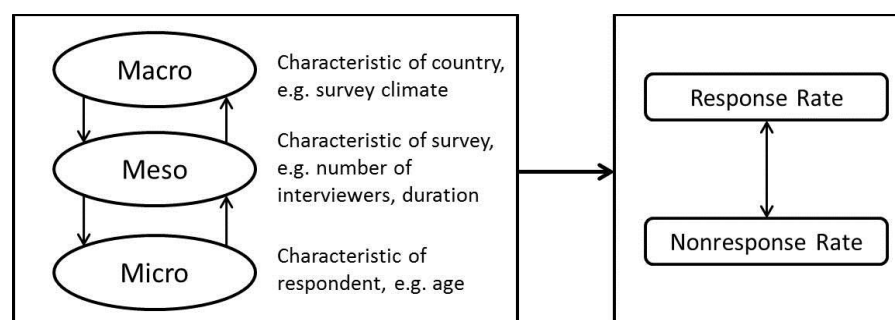 Macro
Characteristic of country,
e.g. survey climate
Meso
Characteristic of survey,
e.g. number of
interviewers, duration
Micro
Characteristic of
respondent, e.g. age
Response Rate
Nonresponse Rate